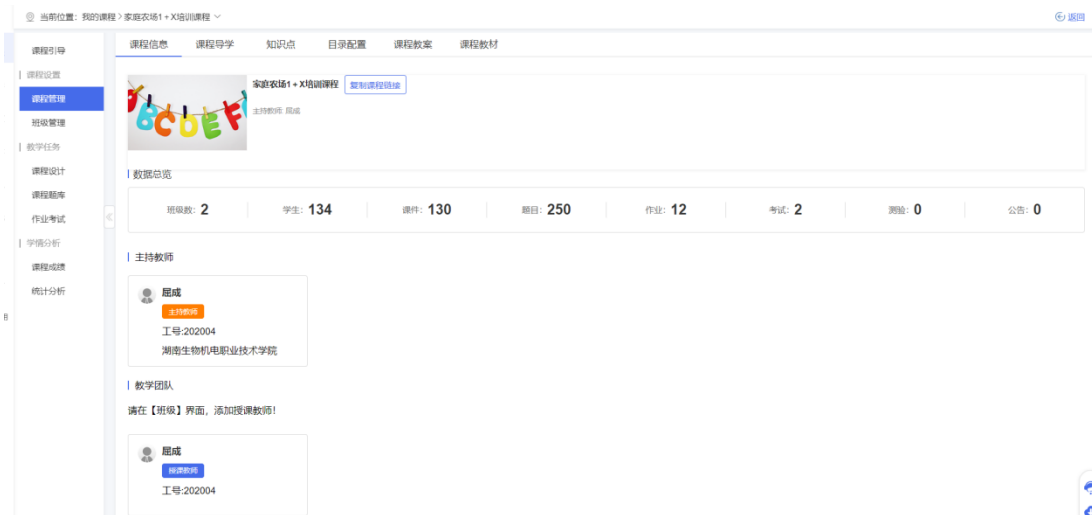 当前位置：我的课程 > 家庭农场1+X培训课程
返回
课程引导
课程设置
课程管理
班级管理
教学任务
课程设计
课程题库
作业考试
学情分析
课程成绩
统计分析
课程信息 课程导学 知识点 目录配置 课程教案 课程教材
BCDEF
家庭农场1+X培训课程 复制课程链接
主持教师: 屈成
数据总览
班级数: 2 学生: 134 课件: 130 题目: 250 作业: 12 考试: 2 测验: 0 公告: 0
主持教师
屈成
主持教师
工号:202004
湖南生物机电职业技术学院
教学团队
请在【班级】界面，添加授课教师!
屈成
授课教师
工号:202004